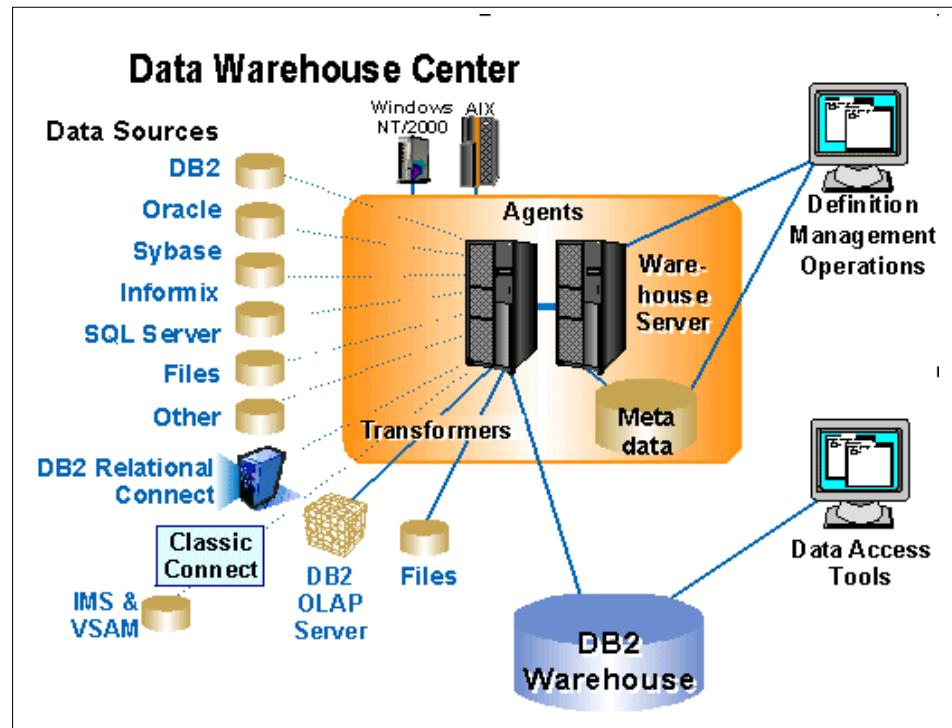 Data Warehouse Center
Windows
NT/2000
AIX
Data Sources
DB2
Oracle
Sybase
Informix
SQL Server
Files
Other
DB2 Relational
Connect
Classic
Connect
IMS &
VSAM
Agents
Ware-
house
Server
Transformers
Meta
data
DB2
OLAP
Server
Files
DB2
Warehouse
Definition
Management
Operations
Data Access
Tools